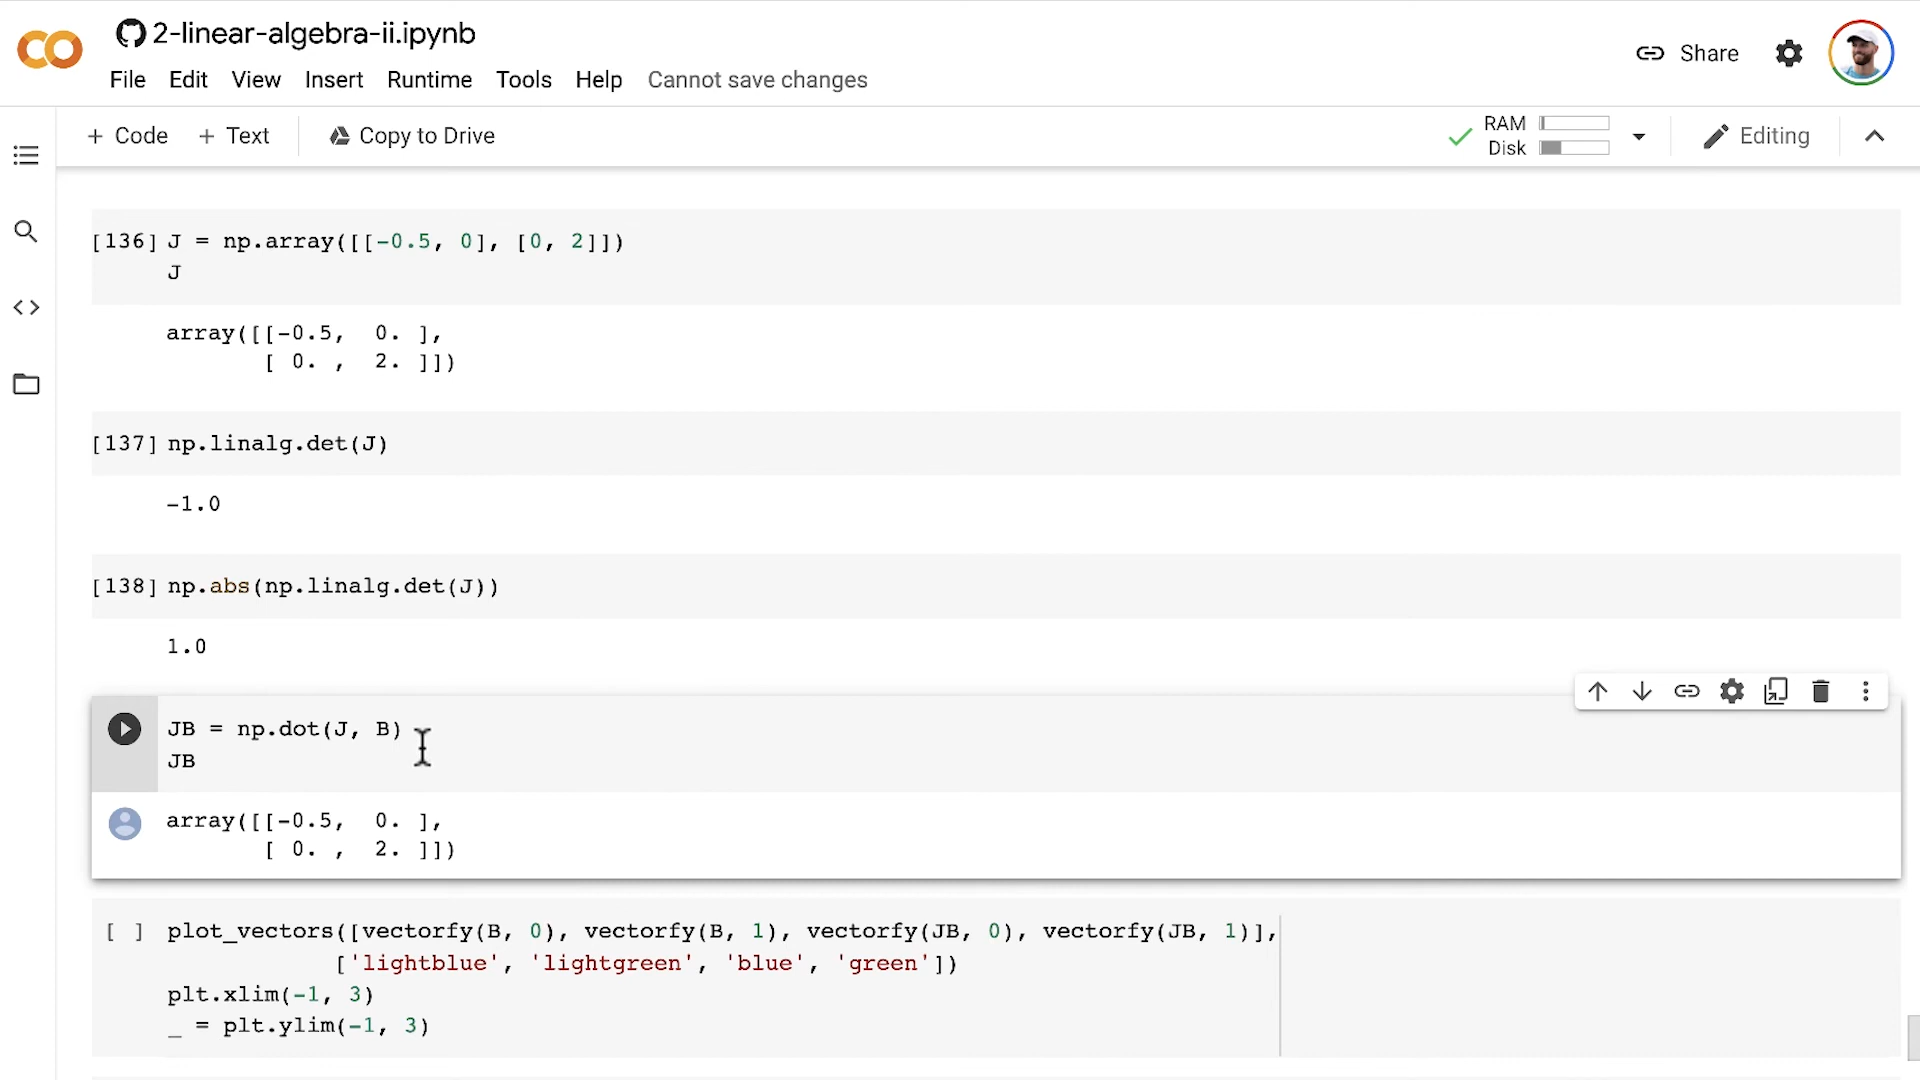 2-linear-algebra-ii.ipynb
File Edit View Insert Runtime Tools Help Cannot save changes
Share
+ Code + Text Copy to Drive
RAM
Disk
Editing
[136] J = np.array([[-0.5, 0], [0, 2]])
J
array([[-0.5, 0. ],
[ 0. , 2. ]])
[137] np.linalg.det(J)
-1.0
[138] np.abs(np.linalg.det(J))
1.0
JB = np.dot(J, B)
JB
array([[-0.5, 0. ],
[ 0. , 2. ]])
[ ] plot_vectors([vectorfy(B, 0), vectorfy(B, 1), vectorfy(JB, 0), vectorfy(JB, 1)],
['lightblue', 'lightgreen', 'blue', 'green'])
plt.xlim(-1, 3)
_ = plt.ylim(-1, 3)